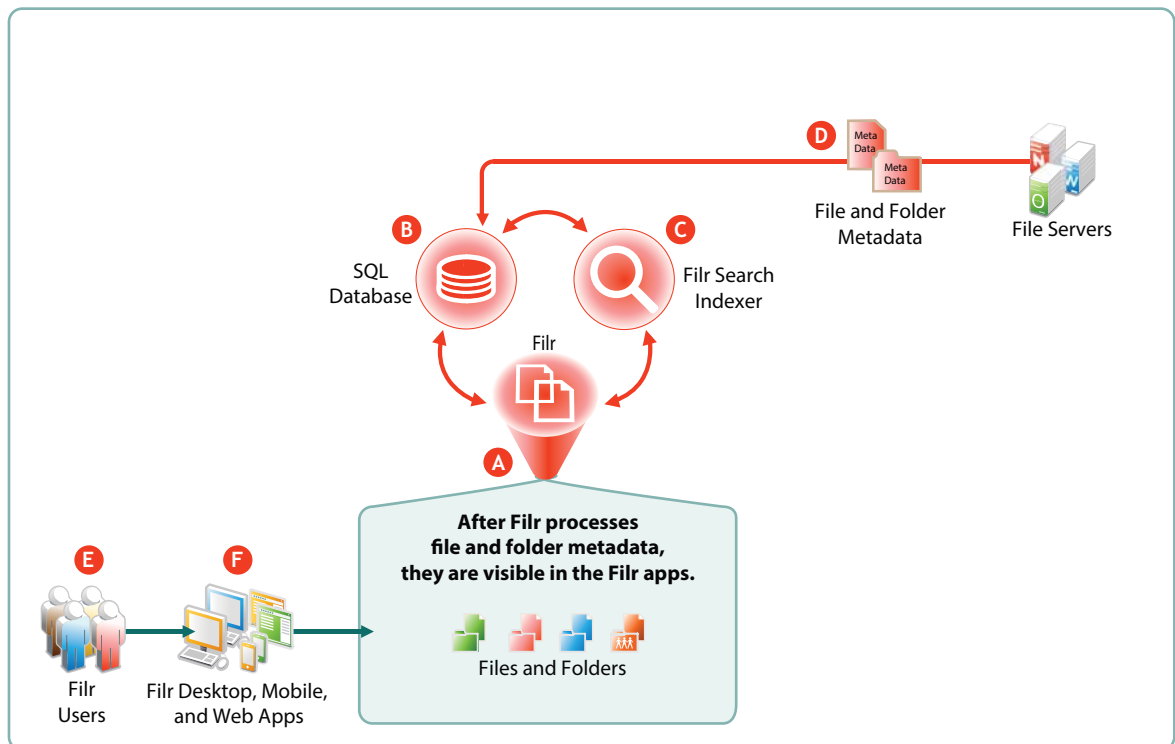 D
Meta
Data
Meta
Data
File and Folder
Metadata
N
W
O
File Servers
B
SQL
Database
C
Filr Search
Indexer
Filr
A
After Filr processes
file and folder metadata,
they are visible in the Filr apps.
Files and Folders
E
Filr
Users
F
Filr Desktop, Mobile,
and Web Apps